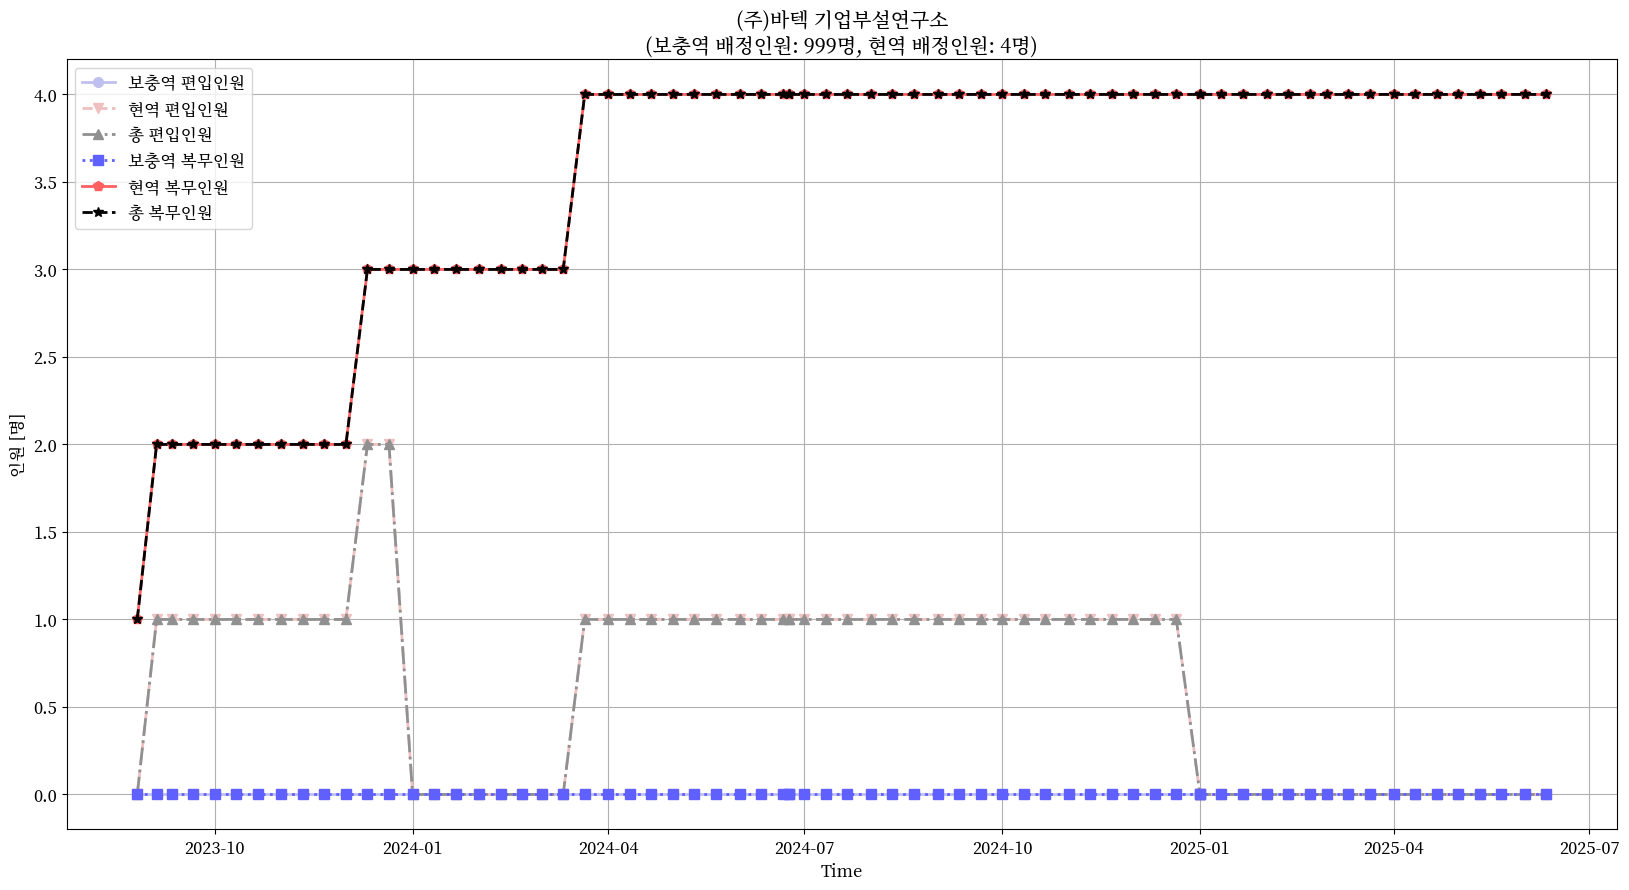 (주)바텍 기업부설연구소
(보충역 배정인원: 999명, 현역 배정인원: 4명)
보충역 편입인원
현역 편입인원
총 편입인원
보충역 복무인원
현역 복무인원
총 복무인원
4.0
3.5
3.0
2.5
2.0
1.5
1.0
0.5
0.0
인원 [명]
2023-10
2024-01
2024-04
2024-07
2024-10
2025-01
2025-04
2025-07
Time